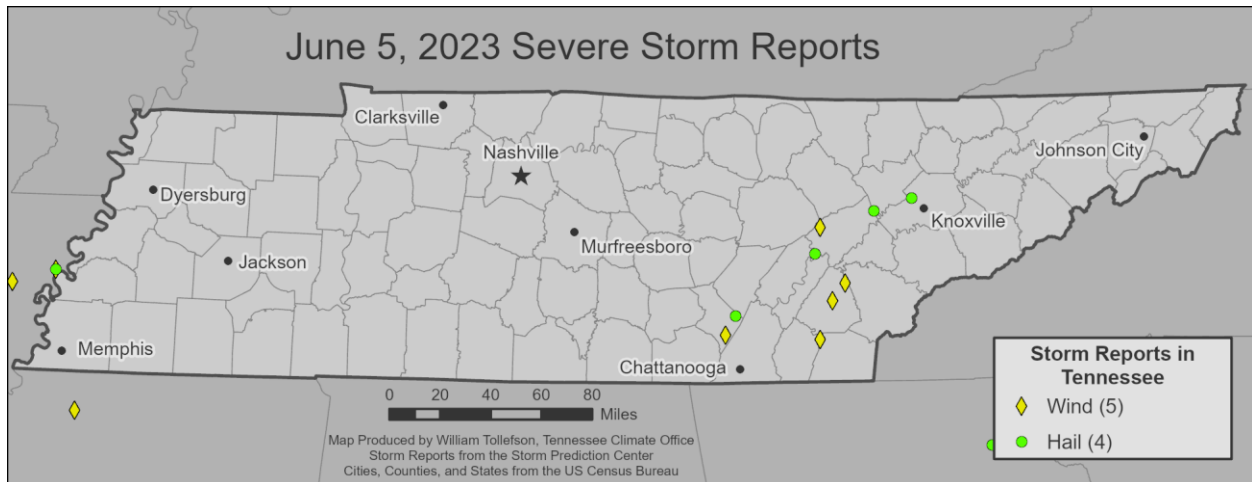 June 5, 2023 Severe Storm Reports
Clarksville
Nashville
Johnson City
Dyersburg
Knoxville
Murfreesboro
Jackson
Memphis
Chattanooga
Storm Reports in
Tennessee
Wind (5)
Hail (4)
0 20 40 60 80
Miles
Map Produced by William Tollefson, Tennessee Climate Office
Storm Reports from the Storm Prediction Center
Cities, Counties, and States from the US Census Bureau